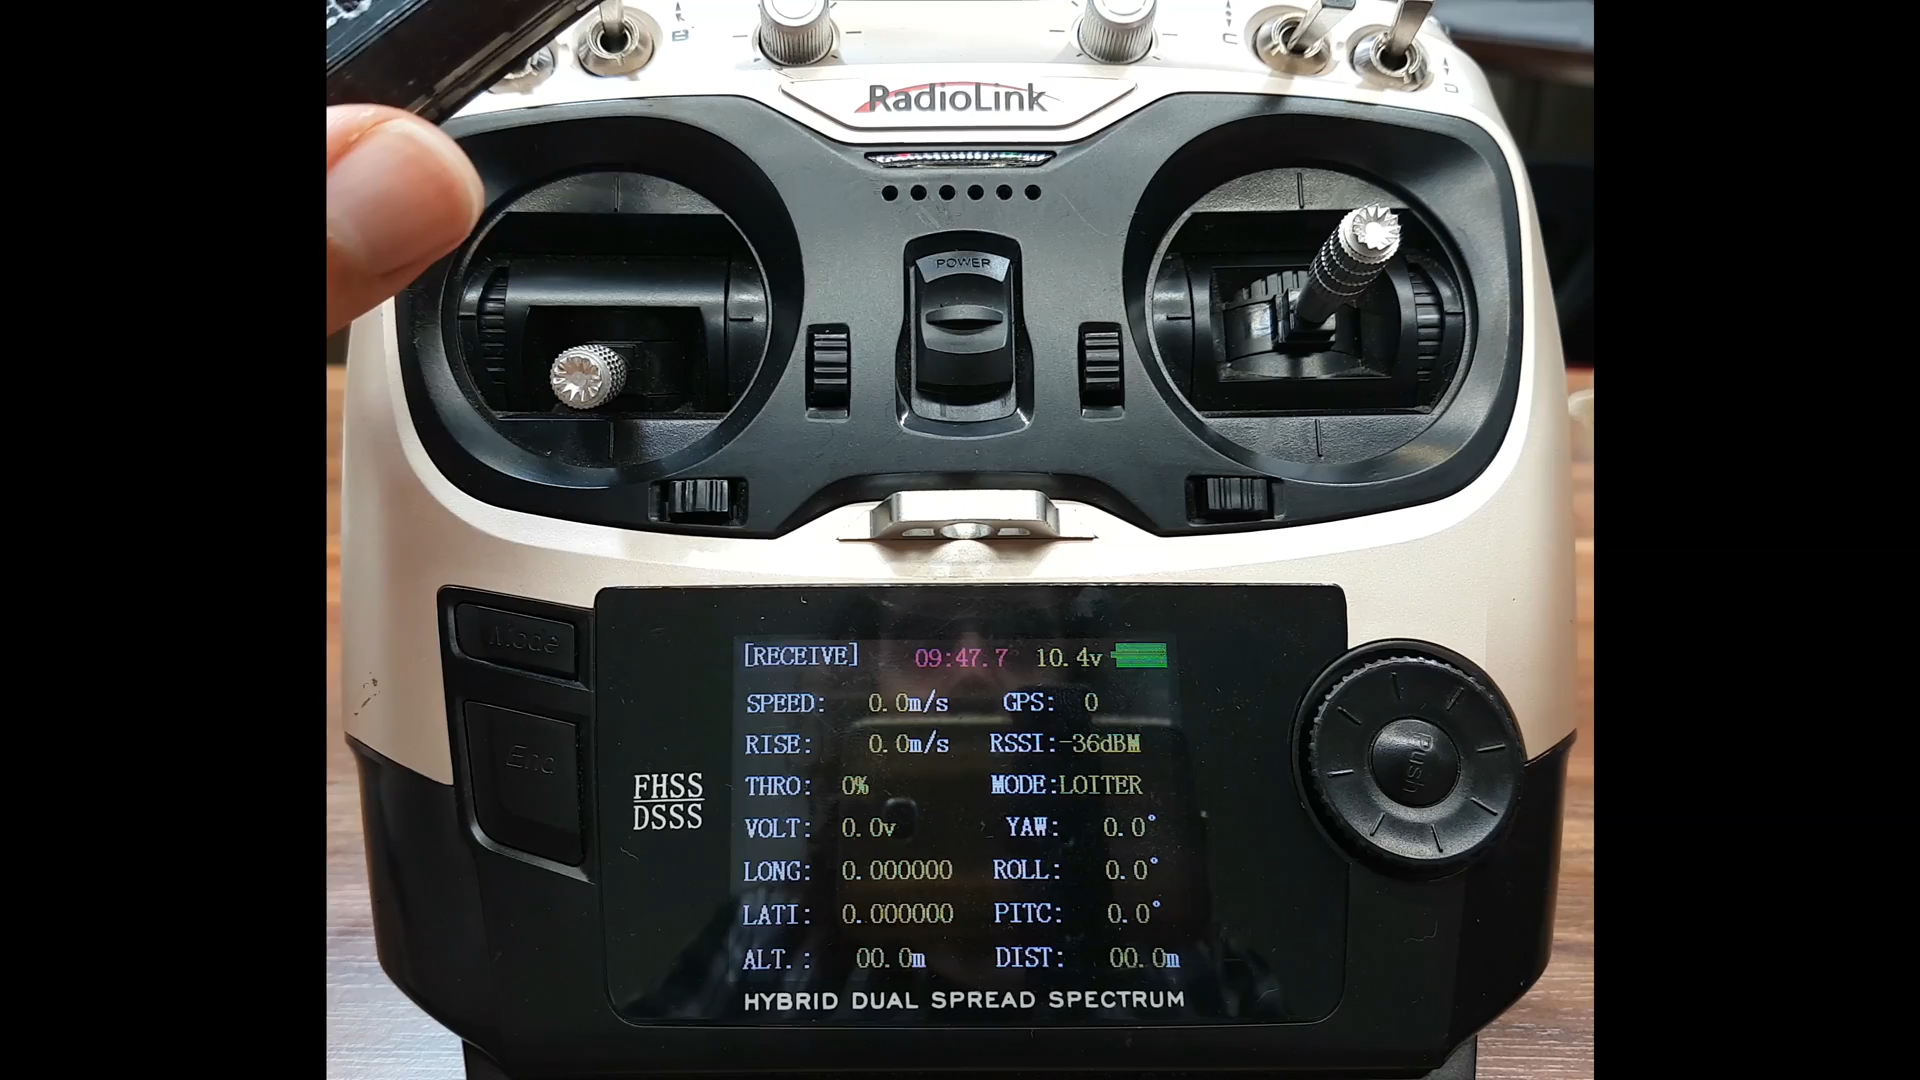 B
C
D
RadioLink
POWER
Mode
End
Push
[RECEIVE] 09:47.7 10.4v
SPEED: 0.0m/s GPS: 0
RISE: 0.0m/s RSSI:-36dBM
THRO: 0% MODE:LOITER
VOLT: 0.0v YAW: 0.0°
LONG: 0.000000 ROLL: 0.0°
LATI: 0.000000 PITC: 0.0°
ALT.: 00.0m DIST: 00.0m
FHSS
DSSS
HYBRID DUAL SPREAD SPECTRUM